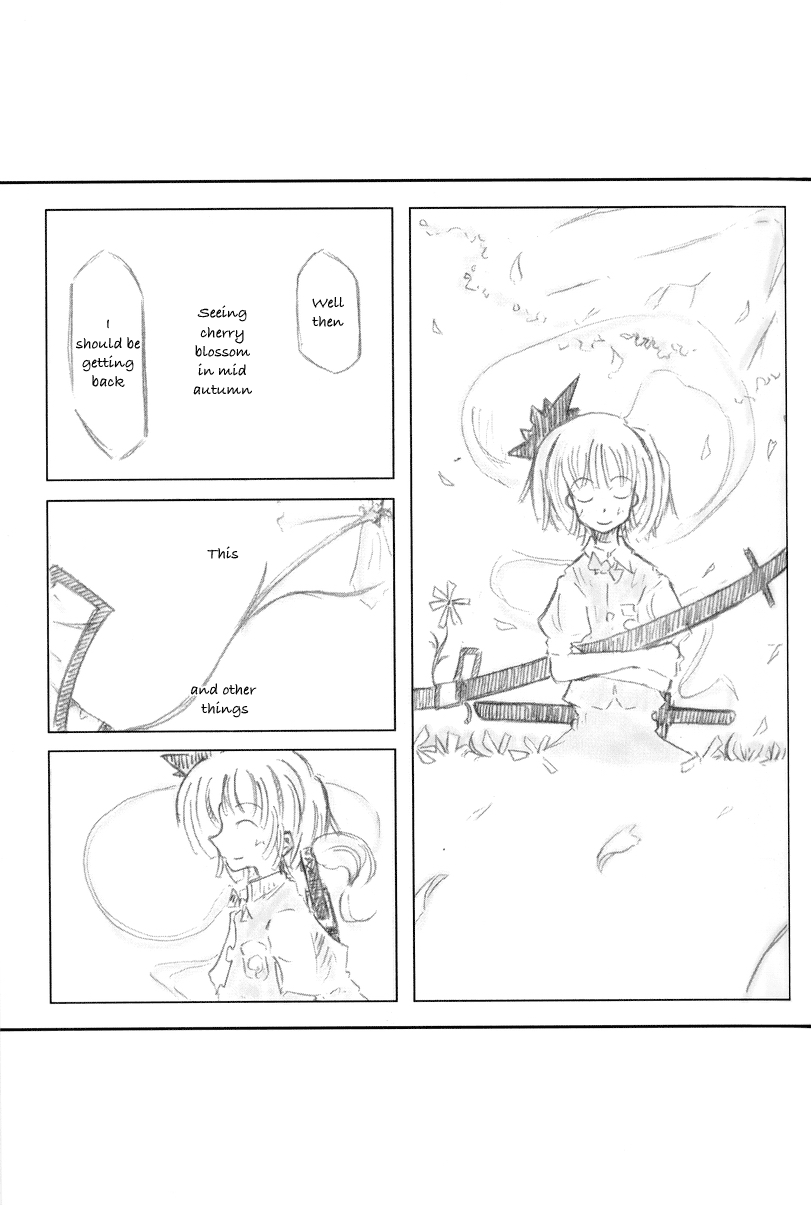 Well
then
Seeing
cherry
blossom
in mid
autumn
I
should be
getting
back
This
and other
things